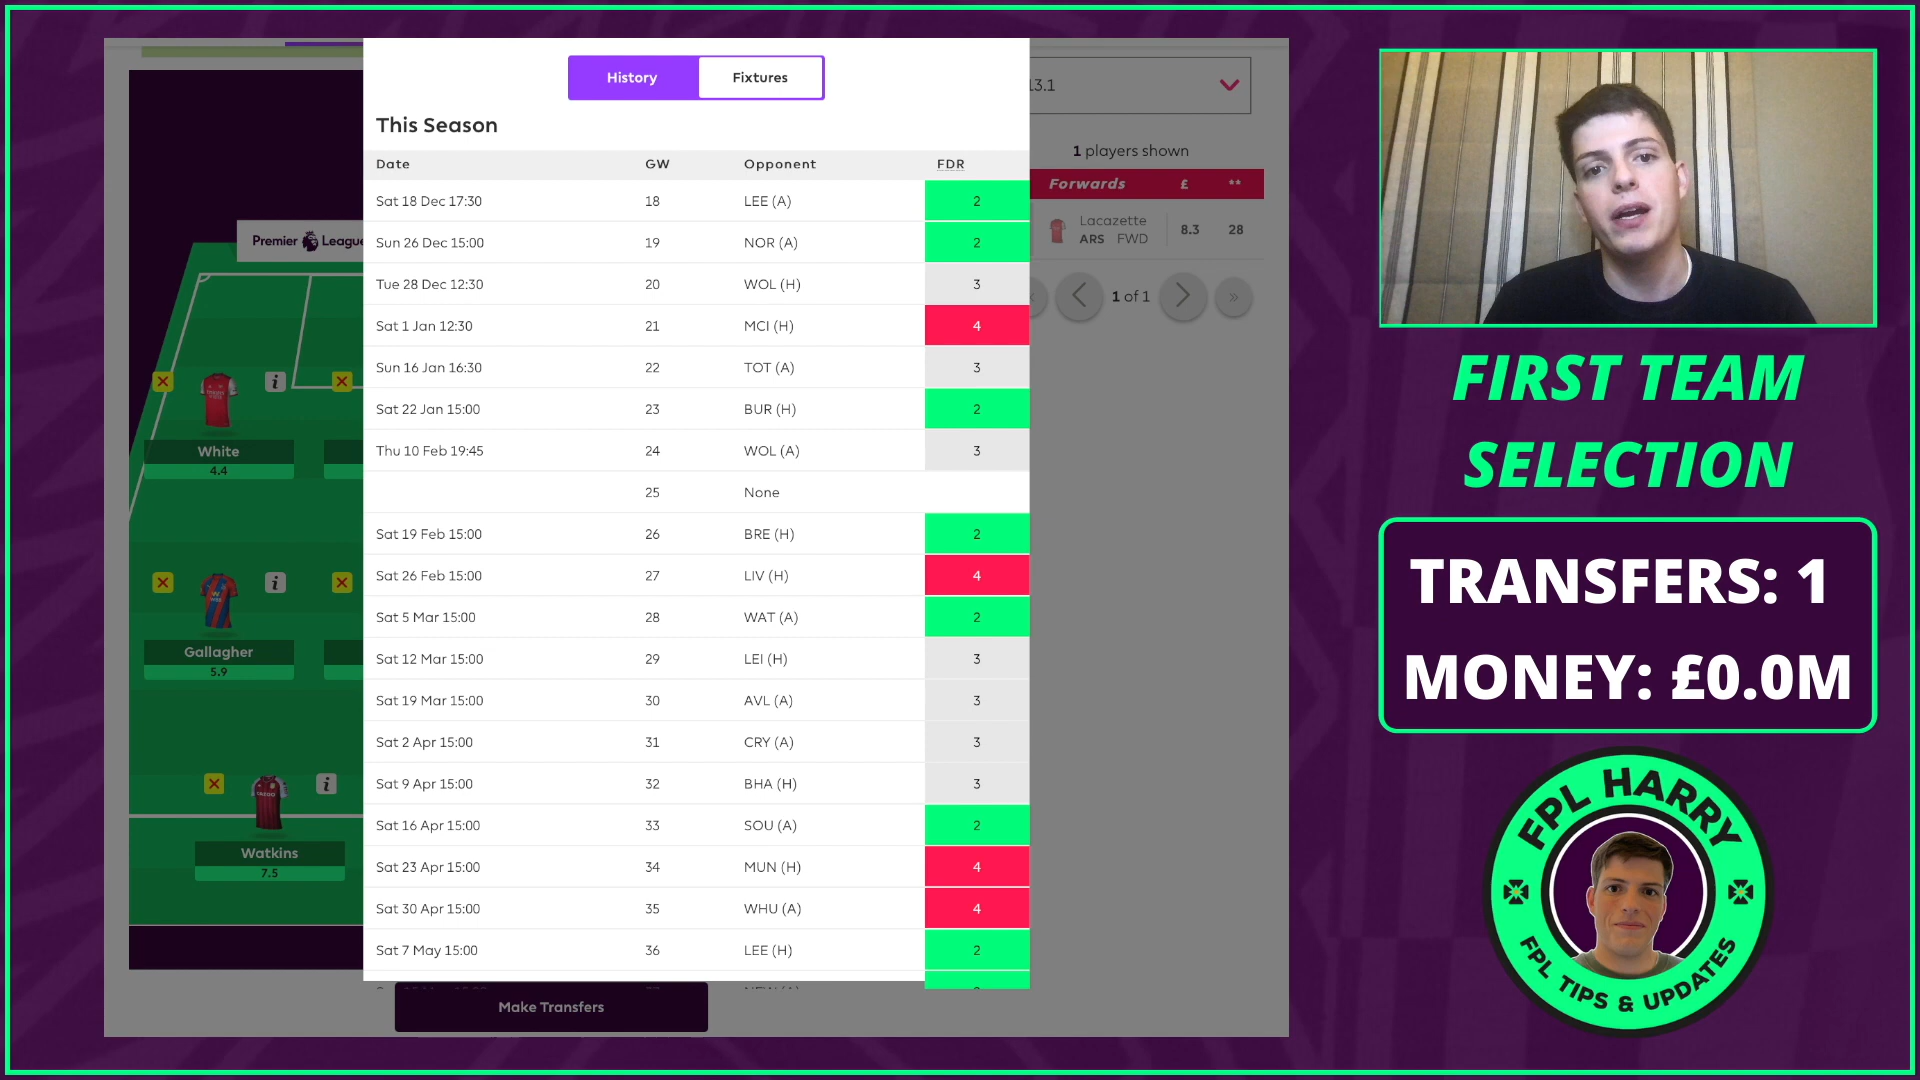 History
Fixtures
This Season
Date GW Opponent FDR
Sat 18 Dec 17:30 18 LEE (A) 2
Sun 26 Dec 15:00 19 NOR (A) 2
Tue 28 Dec 12:30 20 WOL (H) 3
Sat 1 Jan 12:30 21 MCI (H) 4
Sun 16 Jan 16:30 22 TOT (A) 3
Sat 22 Jan 15:00 23 BUR (H) 2
Thu 10 Feb 19:45 24 WOL (A) 3
25 None
Sat 19 Feb 15:00 26 BRE (H) 2
Sat 26 Feb 15:00 27 LIV (H) 4
Sat 5 Mar 15:00 28 WAT (A) 2
Sat 12 Mar 15:00 29 LEI (H) 3
Sat 19 Mar 15:00 30 AVL (A) 3
Sat 2 Apr 15:00 31 CRY (A) 3
Sat 9 Apr 15:00 32 BHA (H) 3
Sat 16 Apr 15:00 33 SOU (A) 2
Sat 23 Apr 15:00 34 MUN (H) 4
Sat 30 Apr 15:00 35 WHU (A) 4
Sat 7 May 15:00 36 LEE (H) 2
Make Transfers
Premier League
White
4.4
Gallagher
5.9
Watkins
7.5
13.1
1 players shown
Forwards £ **
Lacazette
ARS FWD 8.3 28
1 of 1
FIRST TEAM
SELECTION
TRANSFERS: 1
MONEY: £0.0M
FPL HARRY
FPL TIPS & UPDATES